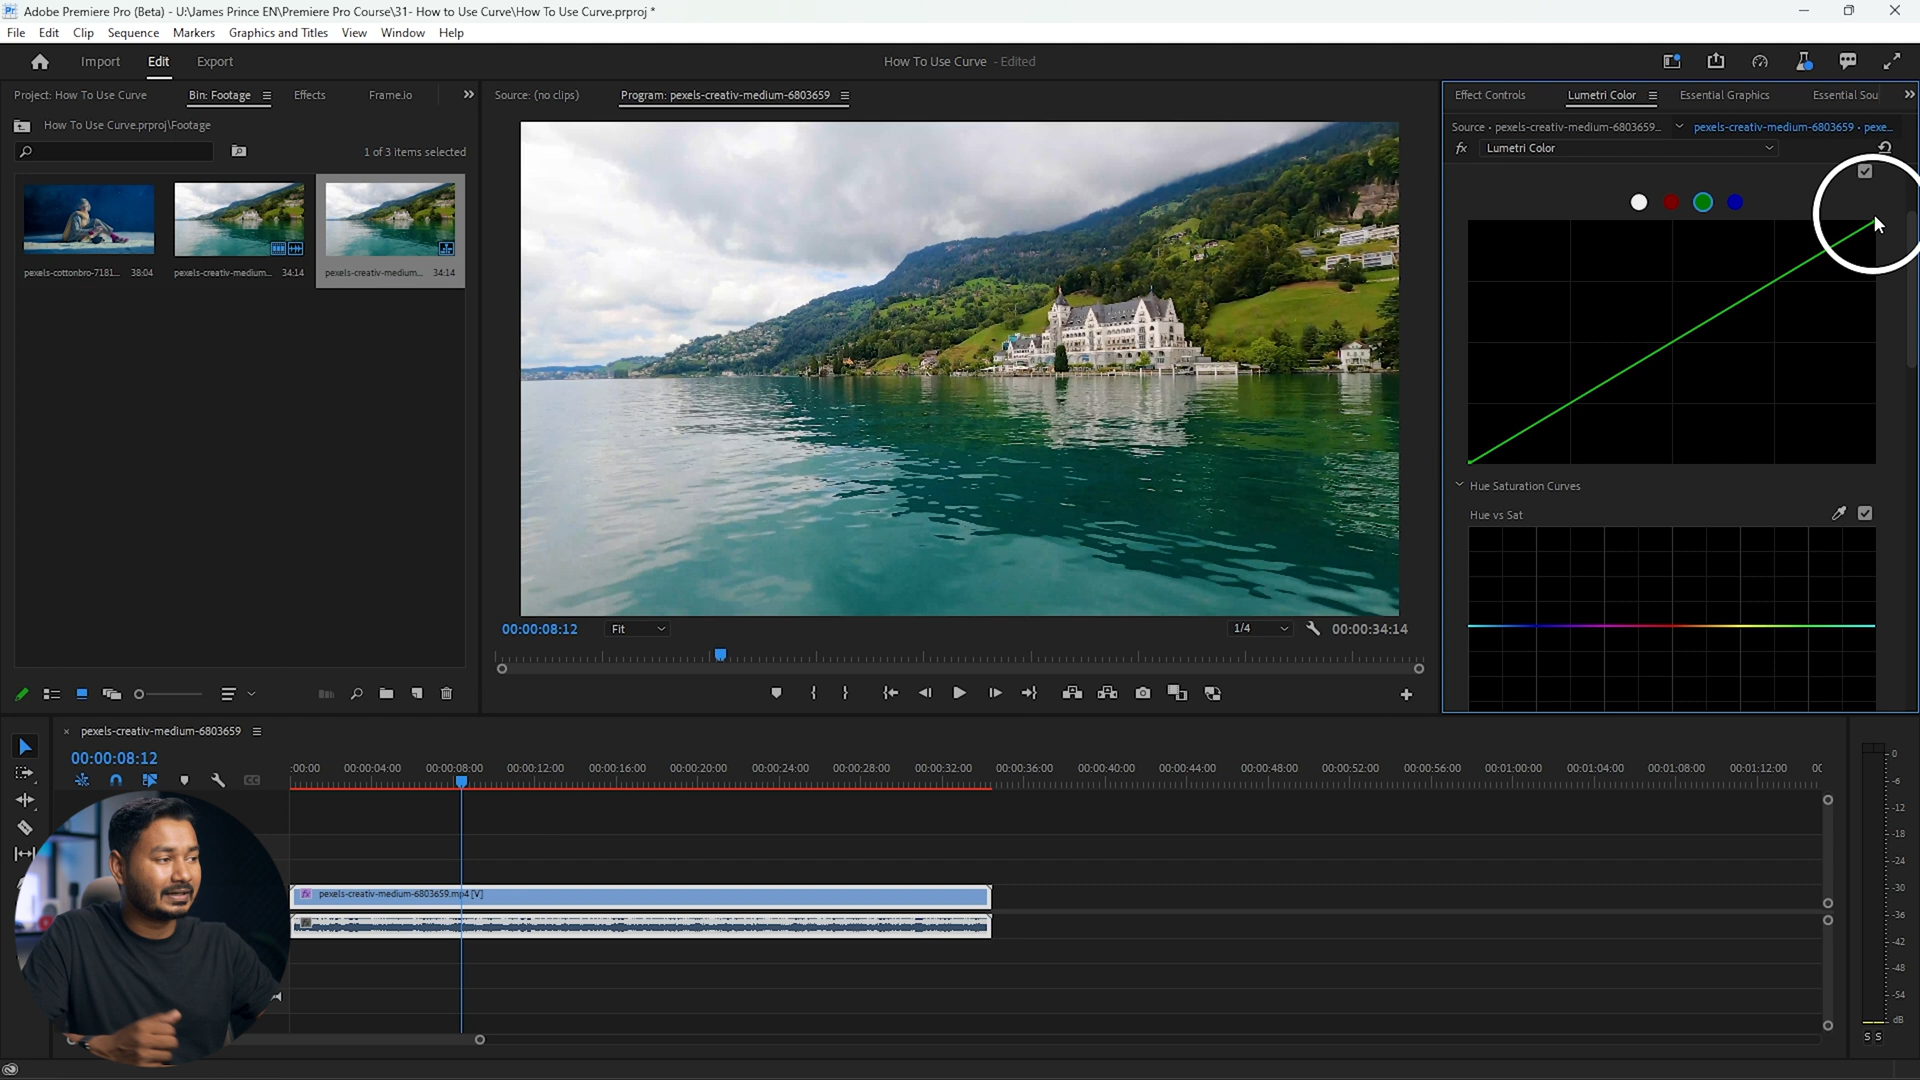 Pr Adobe Premiere Pro (Beta) - U:\James Prince EN\Premiere Pro Course\31- How to Use Curve\How To Use Curve.prproj *
File Edit Clip Sequence Markers Graphics and Titles View Window Help
Import Edit Export How To Use Curve - Edited
Project: How To Use Curve Bin: Footage Effects Frame.io Source: (no clips) Program: pexels-creativ-medium-6803659 Effect Controls Lumetri Color Essential Graphics Essential Sou
How To Use Curve.prproj\Footage
Source • pexels-creativ-medium-6803659... pexels-creativ-medium-6803659 • pexe...
fx Lumetri Color
1 of 3 items selected
pexels-cottonbro-7181... 38:04 pexels-creativ-medium... 34:14 pexels-creativ-medium... 34:14
Hue Saturation Curves
Hue vs Sat
00:00:08:12 Fit 1/4 00:00:34:14
pexels-creativ-medium-6803659
00:00:08:12
:00:00 00:00:04:00 00:00:08:00 00:00:12:00 00:00:16:00 00:00:20:00 00:00:24:00 00:00:28:00 00:00:32:00 00:00:36:00 00:00:40:00 00:00:44:00 00:00:48:00 00:00:52:00 00:00:56:00 00:01:00:00 00:01:04:00 00:01:08:00 00:01:12:00 00
fx pexels-creativ-medium-6803659.mp4 [V]
0
-6
-12
-18
-24
-30
-36
-42
-48
-54
dB
S S